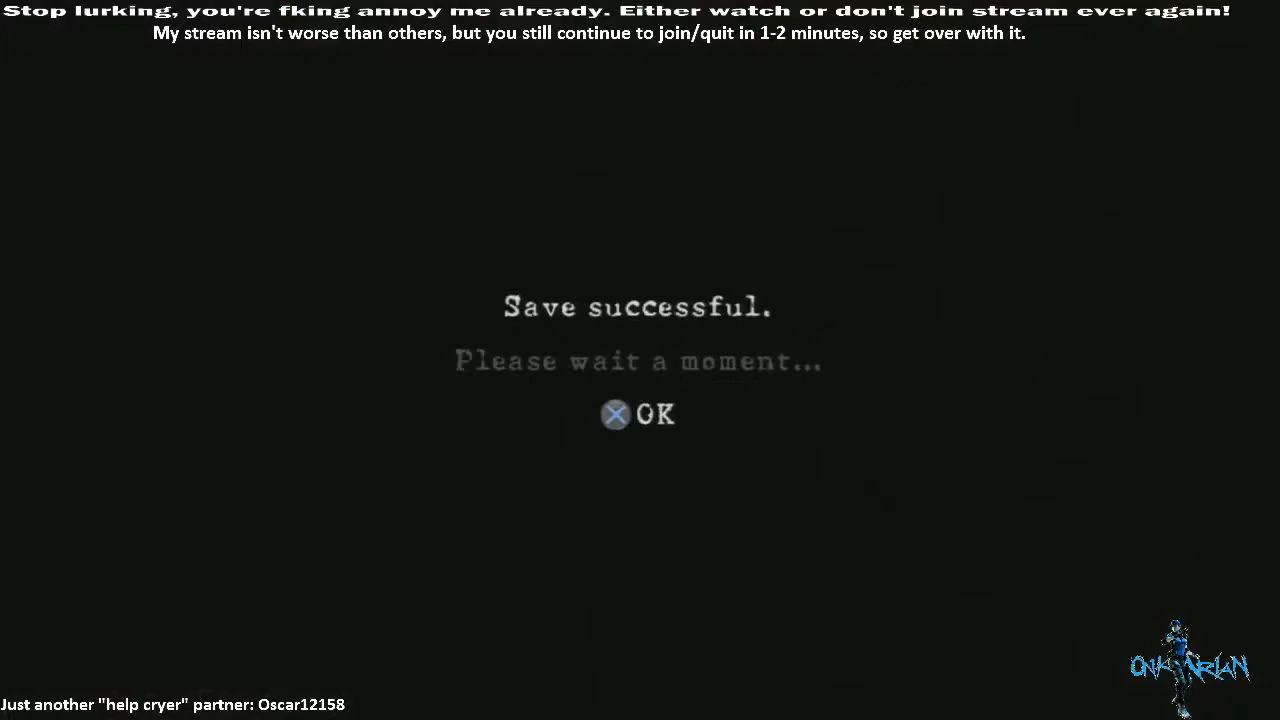 Stop lurking, you're fking annoy me already. Either watch or don't join stream ever again!
My stream isn't worse than others, but you still continue to join/quit in 1-2 minutes, so get over with it.
Save successful.
Please wait a moment...
OK
Just another "help cryer" partner: Oscar12158